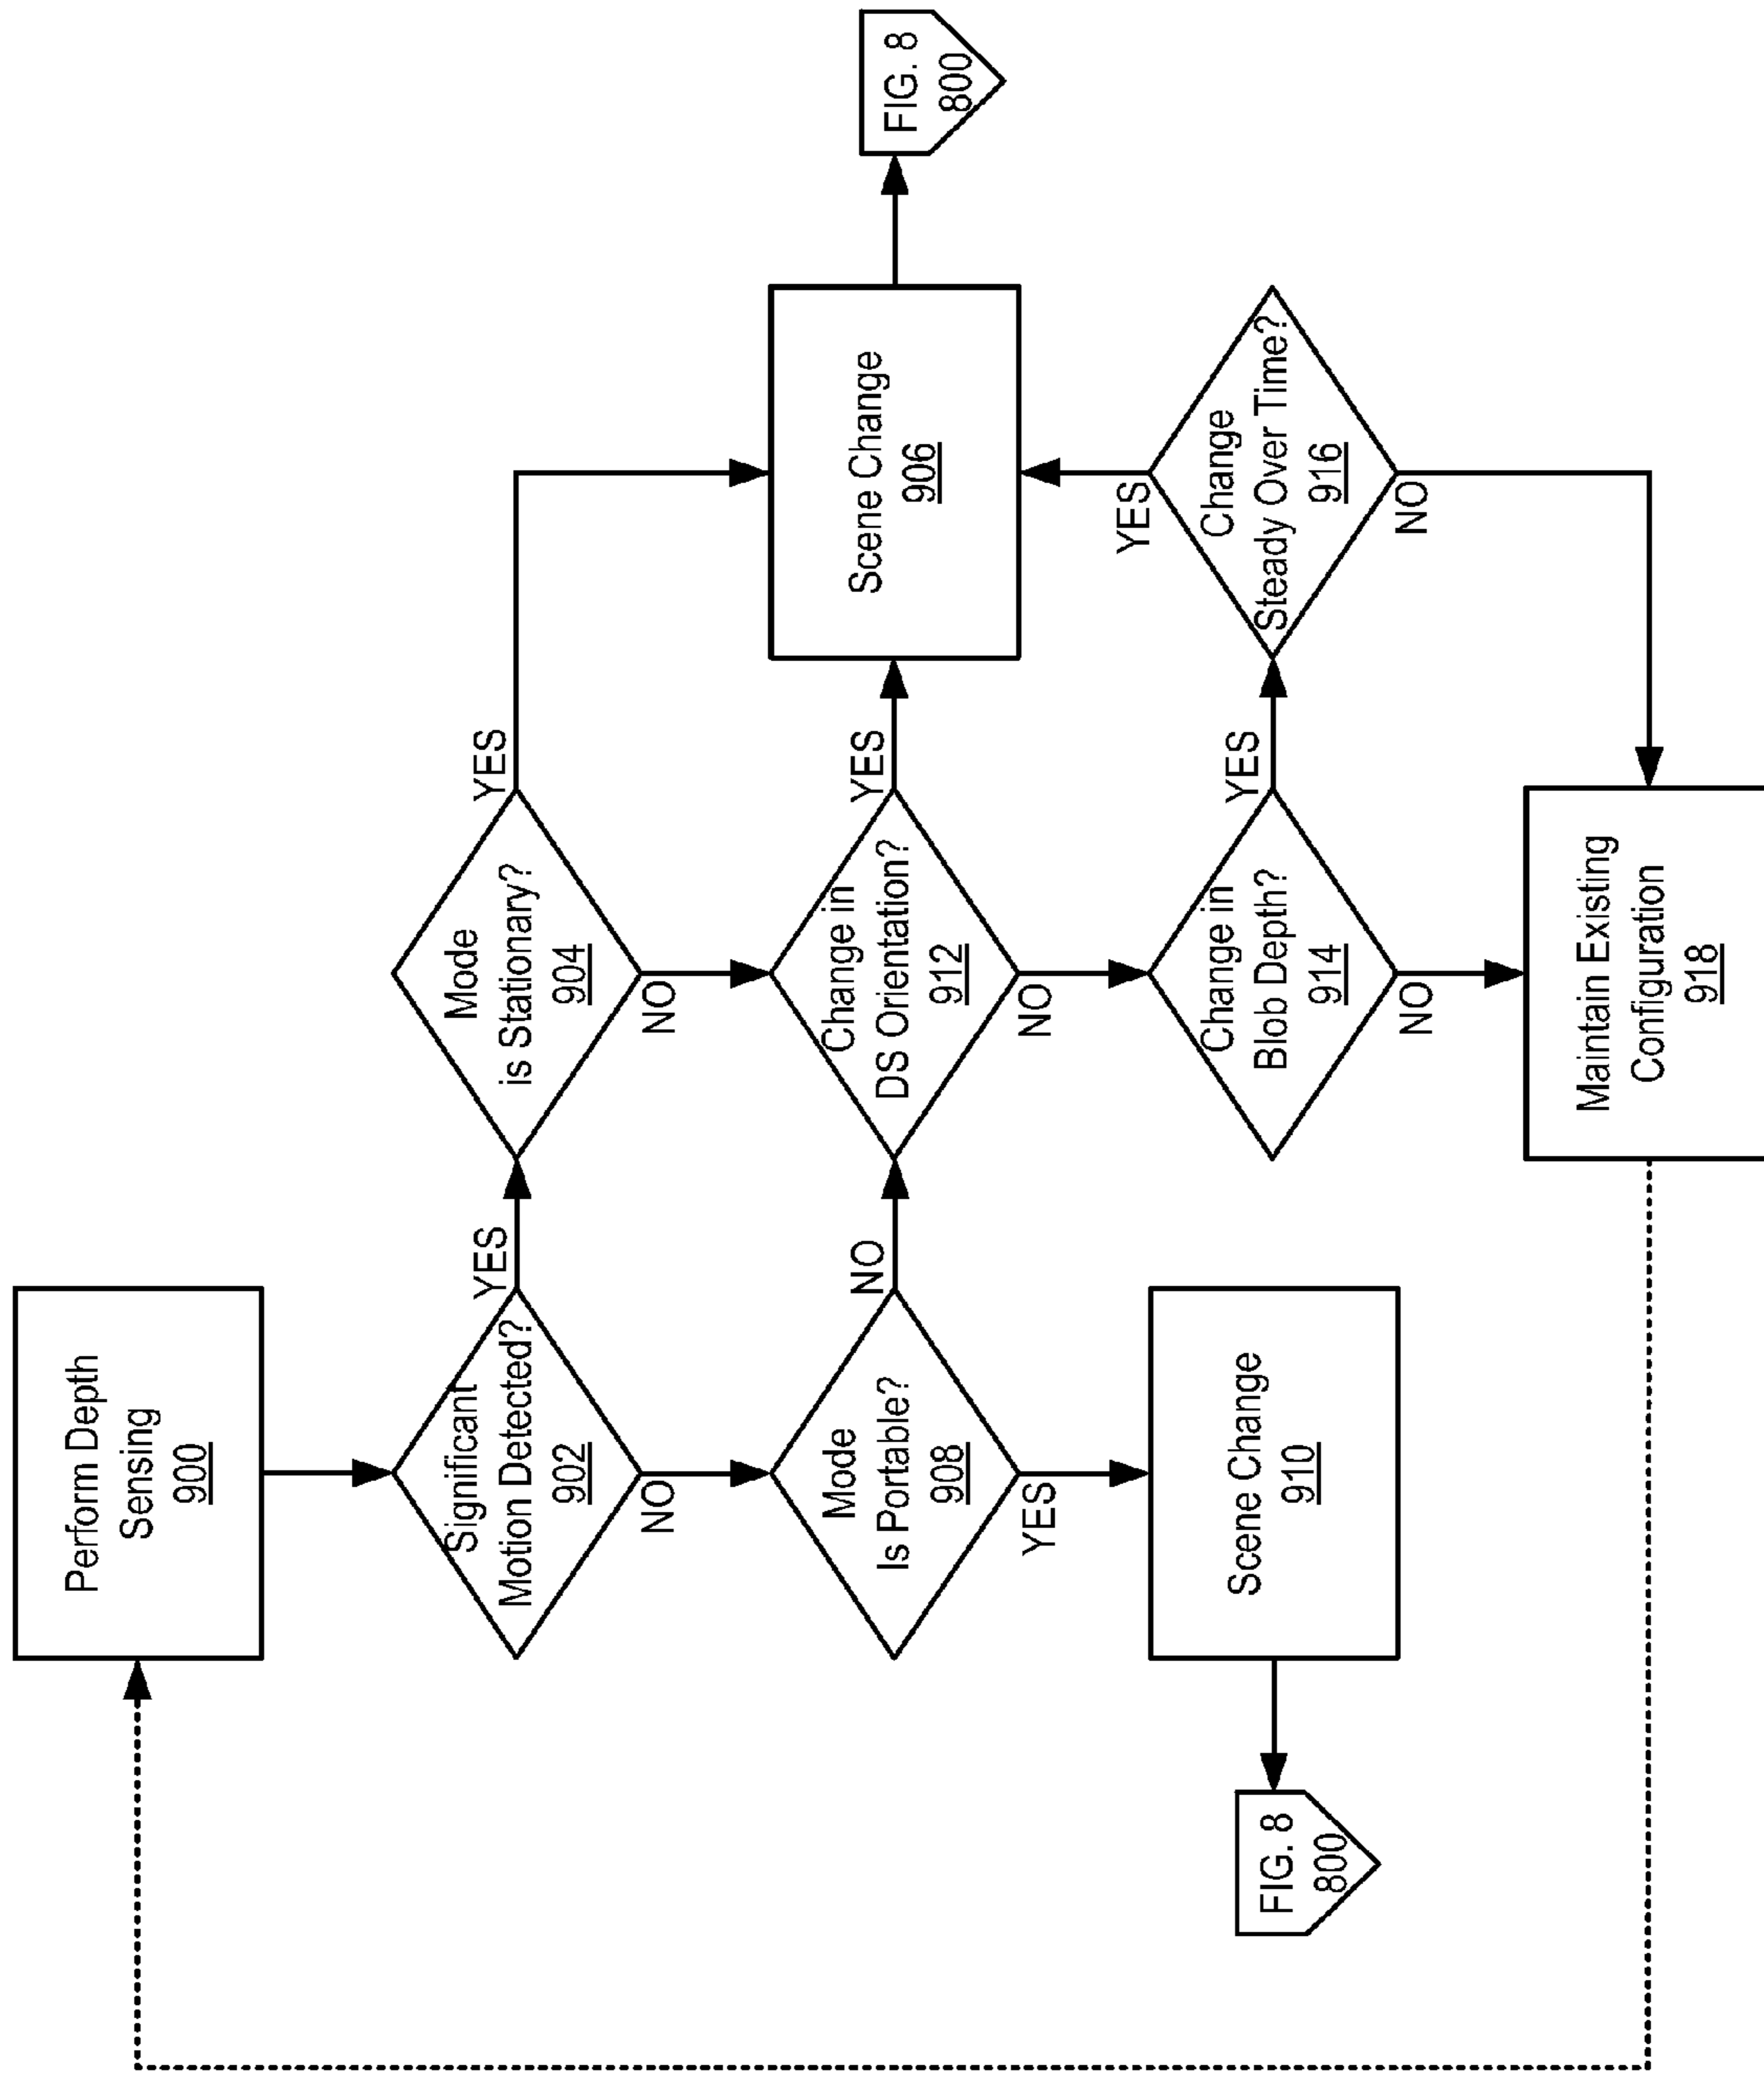 Perform Depth
Sensing
900
Significant
Motion Detected?
902
YES
NO
Mode
is Stationary?
904
YES
NO
Mode
Is Portable?
908
NO
YES
Change in
DS Orientation?
912
YES
NO
Scene Change
906
FIG. 8
800
FIG. 8
800
Scene Change
910
Change in
Blob Depth?
914
YES
NO
Change
Steady Over Time?
916
YES
NO
Maintain Existing
Configuration
918